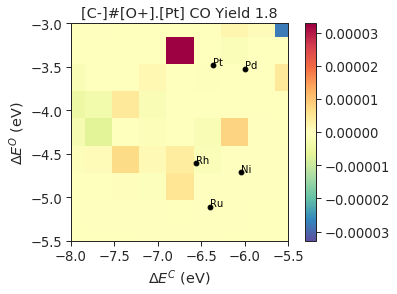 [C-]#[O+].[Pt] CO Yield 1.8
−3.0
−3.5
−4.0
−4.5
−5.0
−5.5
ΔE^O (eV)
Pt
Pd
Rh
Ni
Ru
−8.0 −7.5 −7.0 −6.5 −6.0 −5.5
ΔE^C (eV)
0.00003
0.00002
0.00001
0.00000
−0.00001
−0.00002
−0.00003